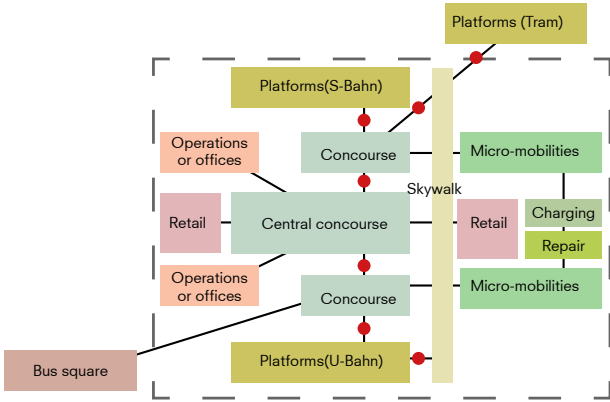 Platforms (Tram)
Platforms(S-Bahn)
Operations
or offices
Concourse
Micro-mobilities
Skywalk
Retail
Central concourse
Retail
Charging
Repair
Operations
or offices
Concourse
Micro-mobilities
Bus square
Platforms(U-Bahn)